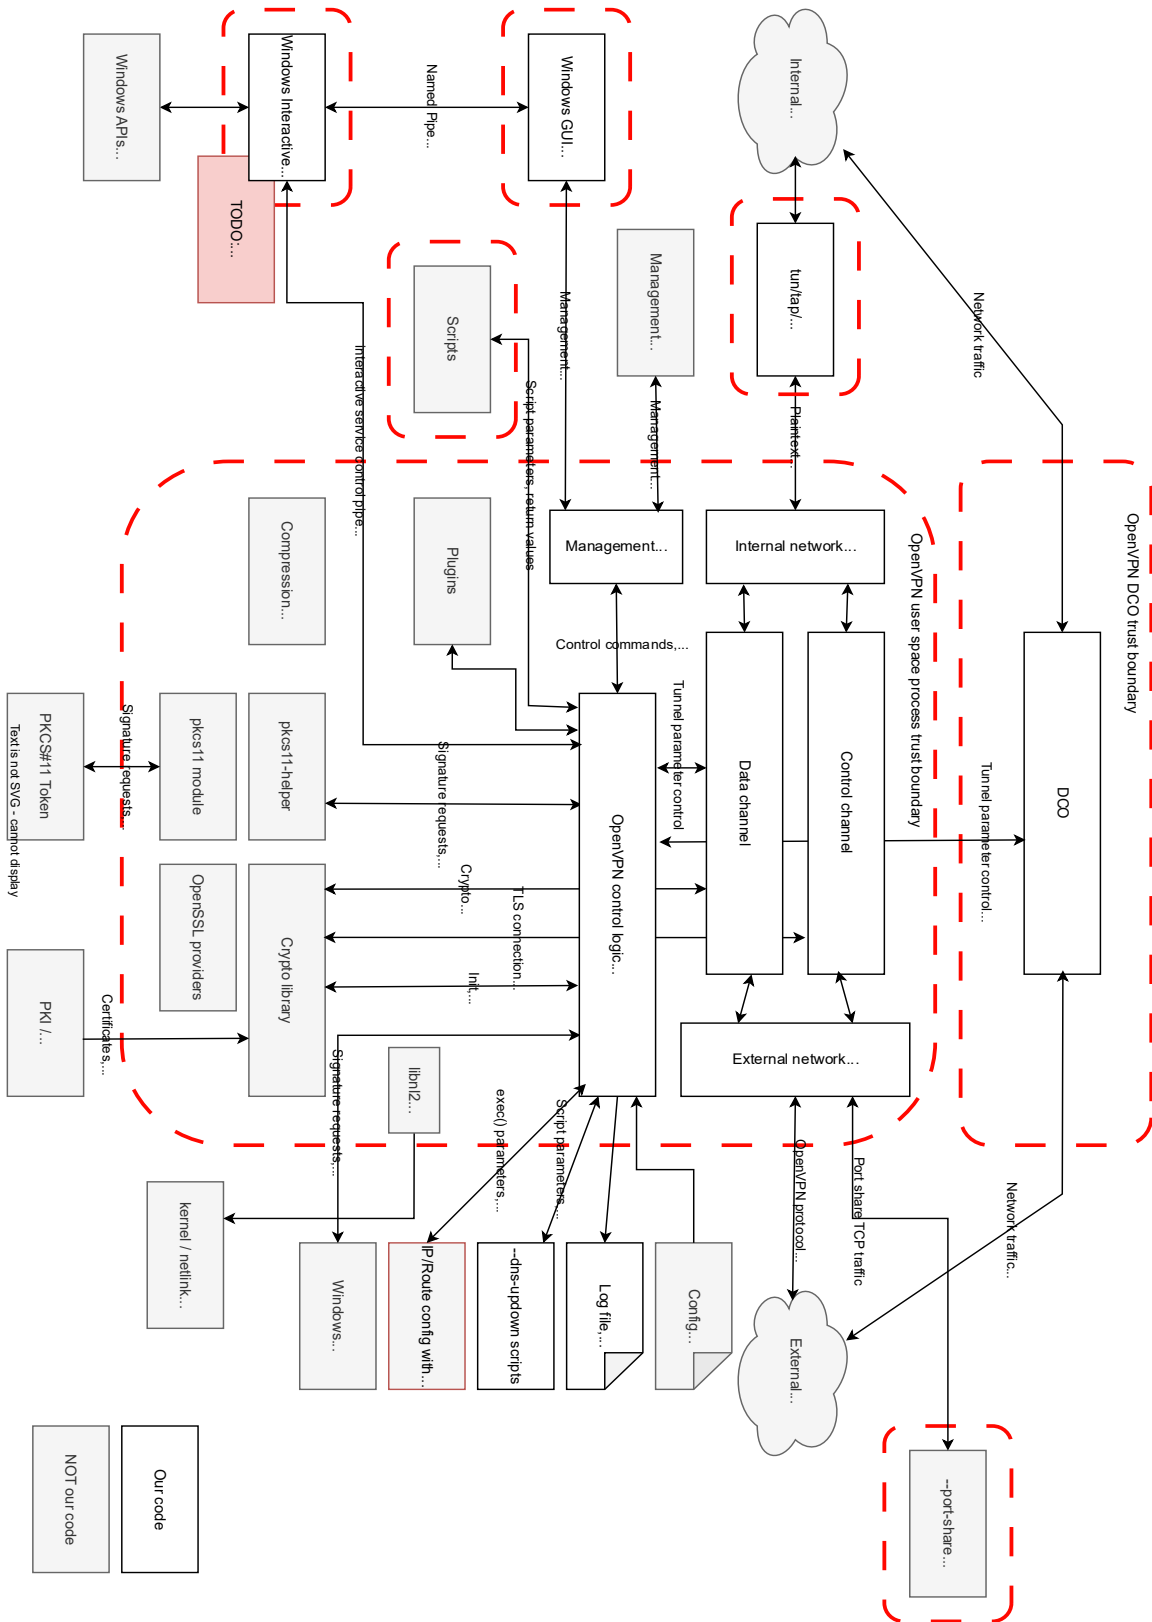 Internal...
Windows APIs...
Windows Interactive...
Named Pipe...
Windows GUI...
TODO:...
Management...
tun/tap/...
Network traffic
Scripts
Interactive service control pipe...
Script parameters, return values
Management...
Management...
Plaintext...
OpenVPN DCO trust boundary
OpenVPN user space process trust boundary
Compression...
Plugins
Management...
Internal network...
Control commands,...
Tunnel parameter control
PKCS#11 Token
Text is not SVG - cannot display
Signature requests,...
pkcs11 module
pkcs11-helper
Signature requests,...
OpenVPN control logic...
Data channel
Control channel
Tunnel parameter control...
DCO
OpenSSL providers
Crypto library
Crypto...
TLS connection...
Init,...
PKI /...
Certificates,...
Signature requests,...
libnl2...
exec() parameters,...
Script parameters,...
External network...
OpenVPN protocol...
Port share TCP traffic
Network traffic...
kernel / netlink...
Windows...
IP/Route config with...
--dns-updown scripts
Log file,...
Config...
External...
--port-share...
NOT our code
Our code